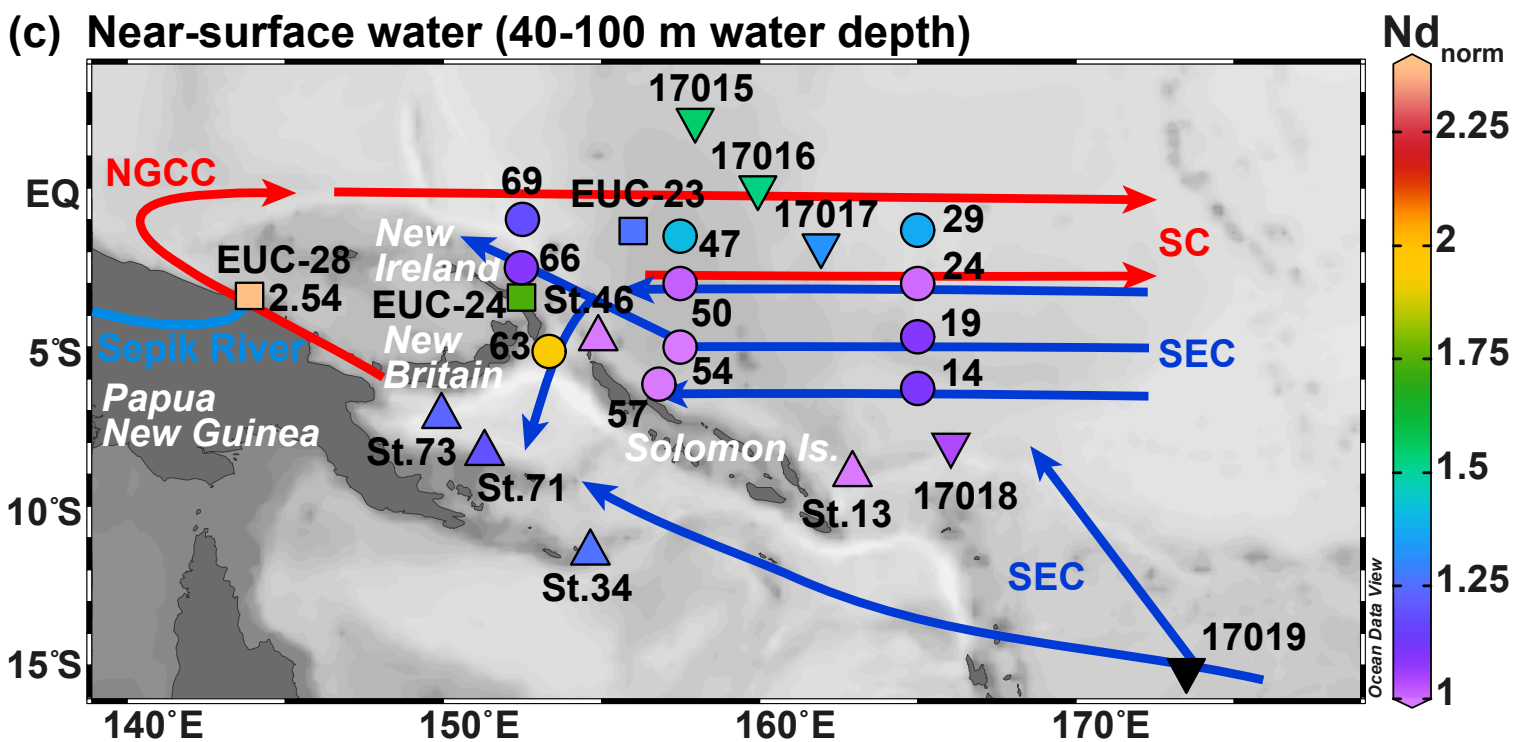 (c) Near-surface water (40-100 m water depth)
Nd norm
17015
2.25
17016
NGCC
EQ
69
EUC-23
17017
29
New
Ireland
47
SC
2
EUC-28
66
24
2.54
EUC-24
St.46
50
Sepik River
New
Britain
63
19
5°S
SEC
1.75
54
14
Papua
New Guinea
57
Solomon Is.
St.73
St.71
17018
1.5
10°S
St.13
St.34
SEC
1.25
17019
15°S
1
Ocean Data View
140°E
150°E
160°E
170°E